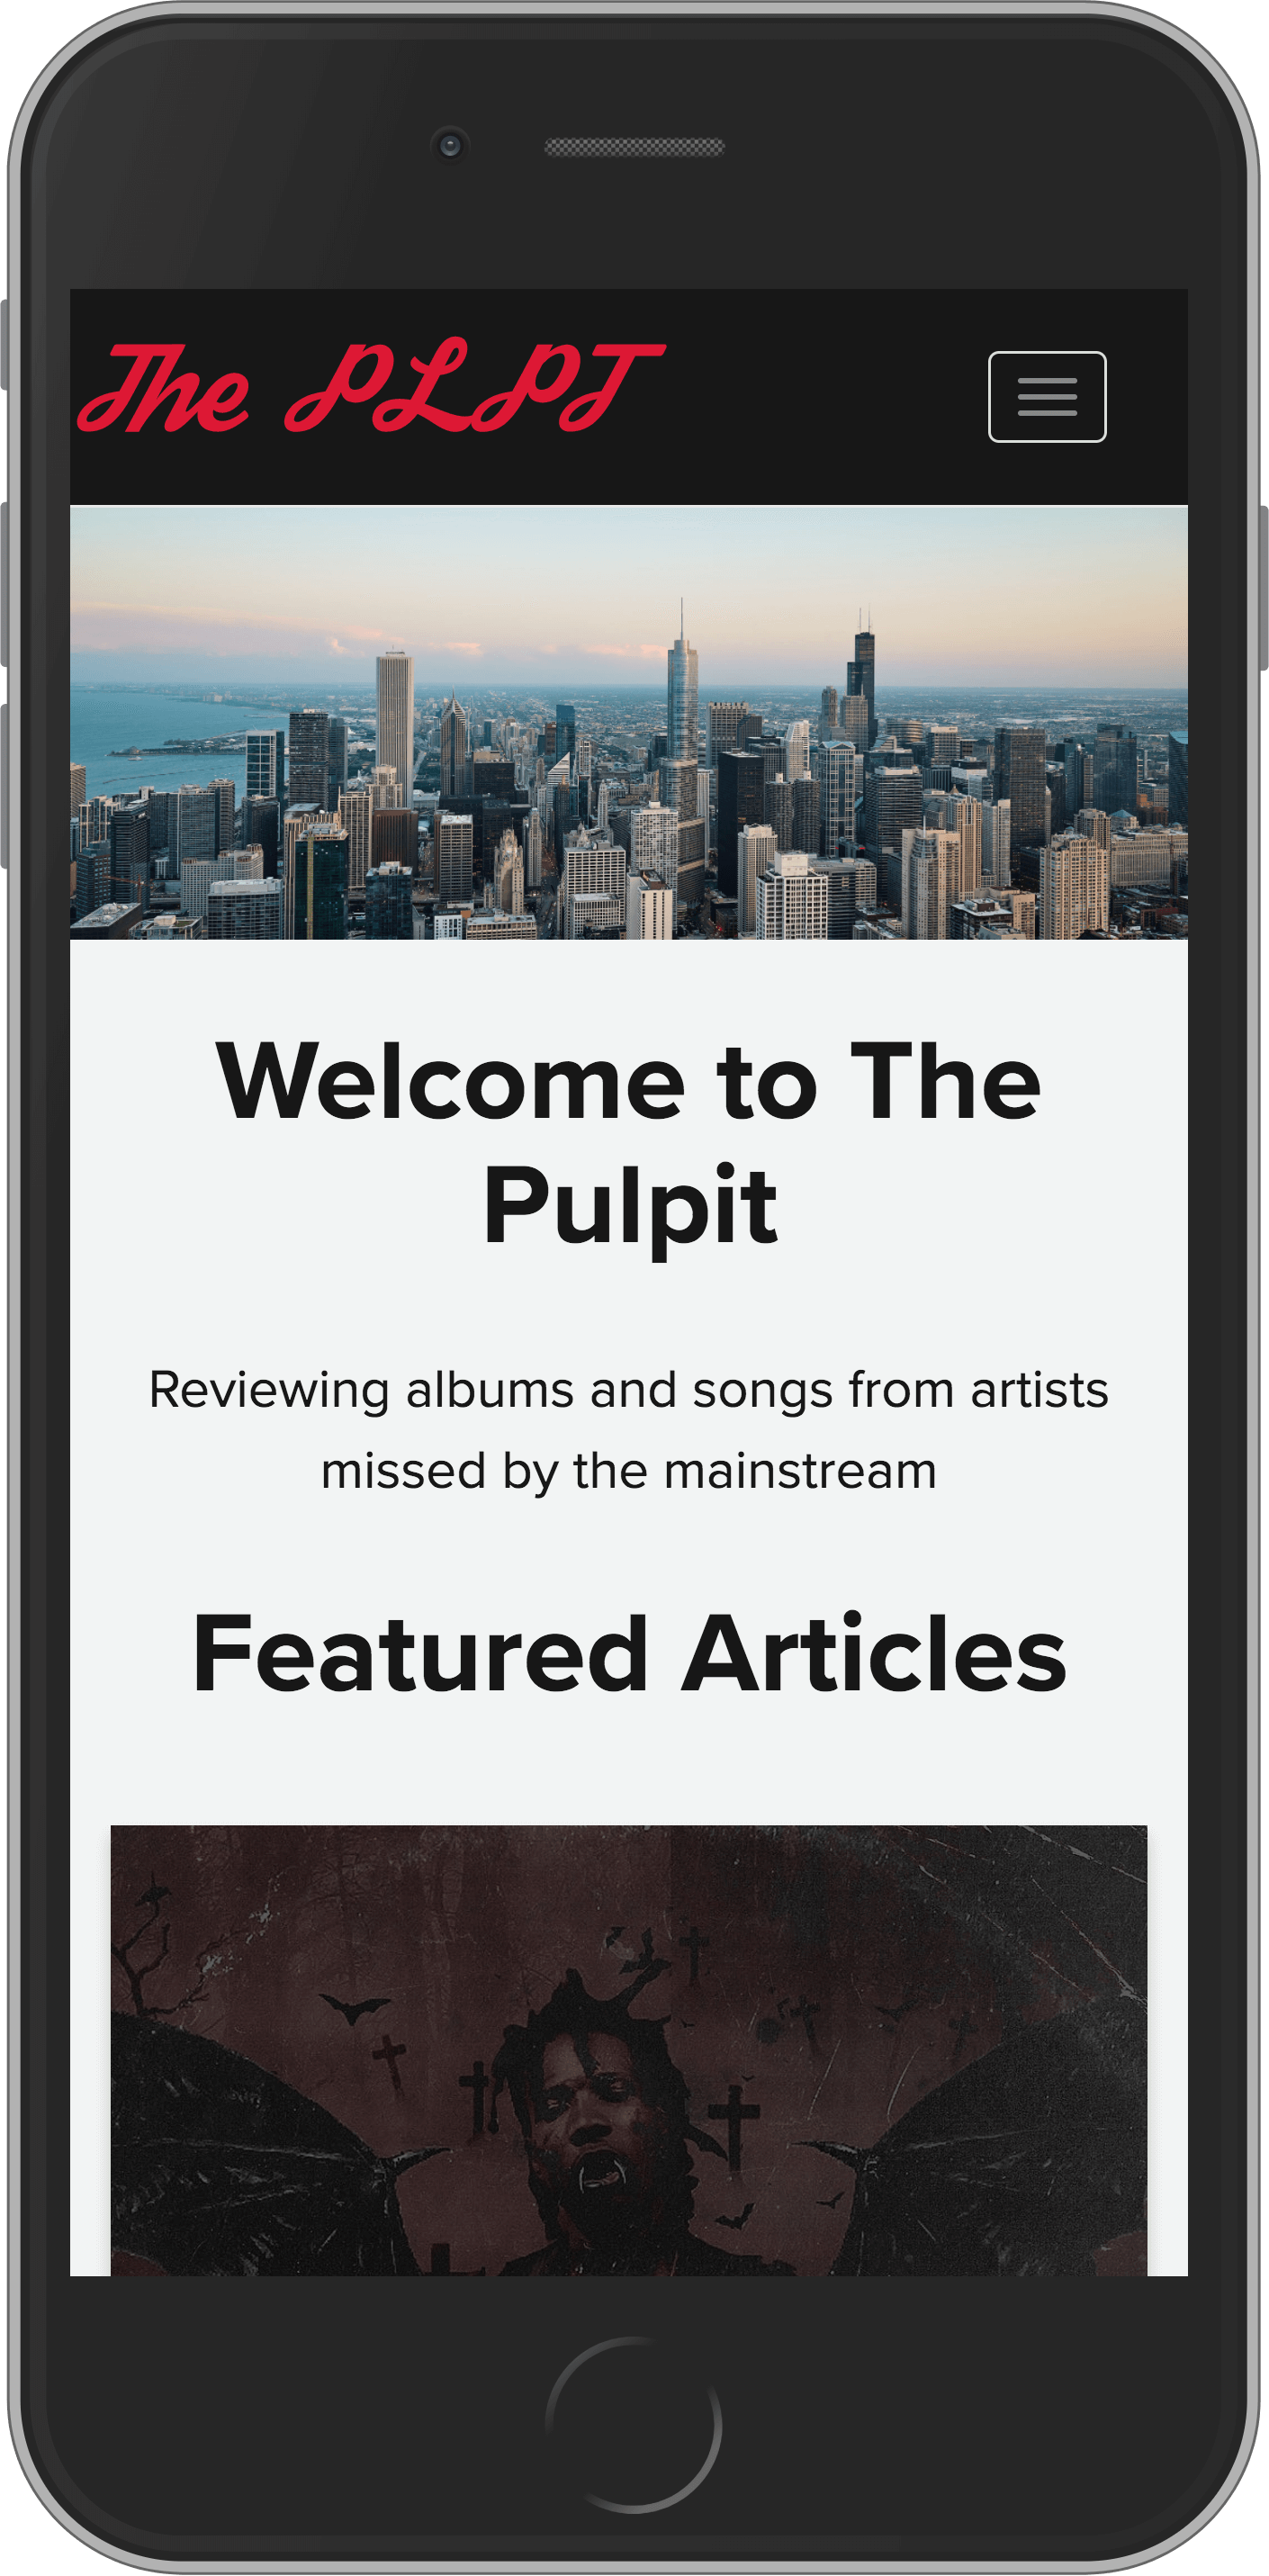 The PLPT
Welcome to The
Pulpit
Reviewing albums and songs from artists
missed by the mainstream
Featured Articles